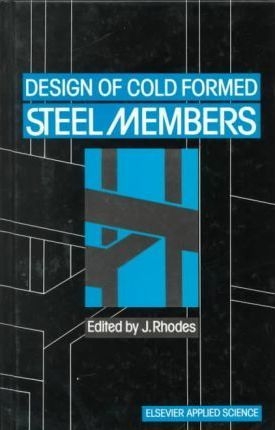 DESIGN OF COLD FORMED
STEEL MEMBERS
Edited by J. Rhodes
ELSEVIER APPLIED SCIENCE